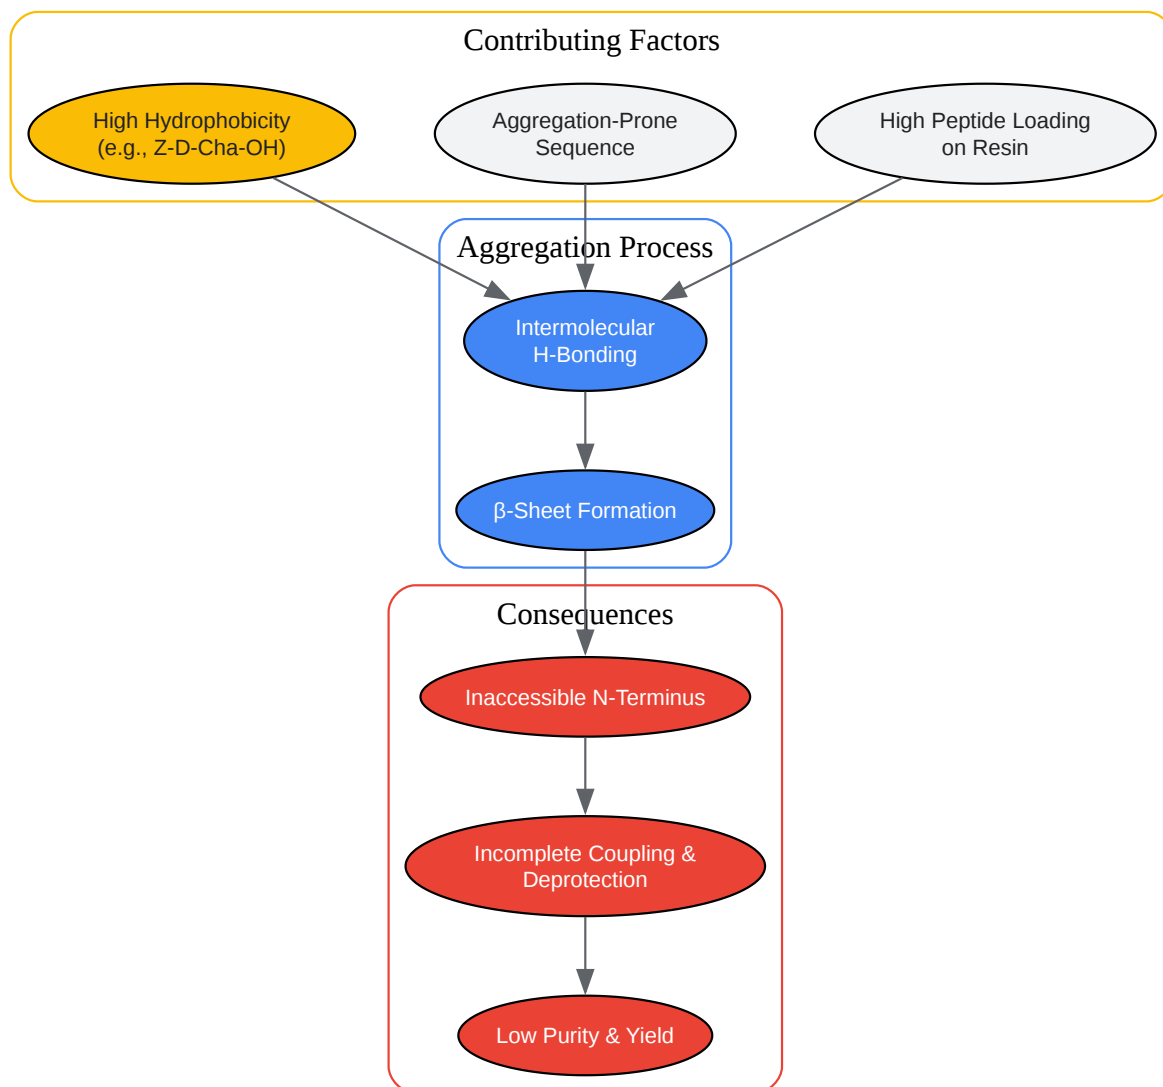 Contributing Factors
High Hydrophobicity
(e.g., Z-D-Cha-OH)
Aggregation-Prone
Sequence
High Peptide Loading
on Resin
Aggregation Process
Intermolecular
H-Bonding
β-Sheet Formation
Consequences
Inaccessible N-Terminus
Incomplete Coupling &
Deprotection
Low Purity & Yield